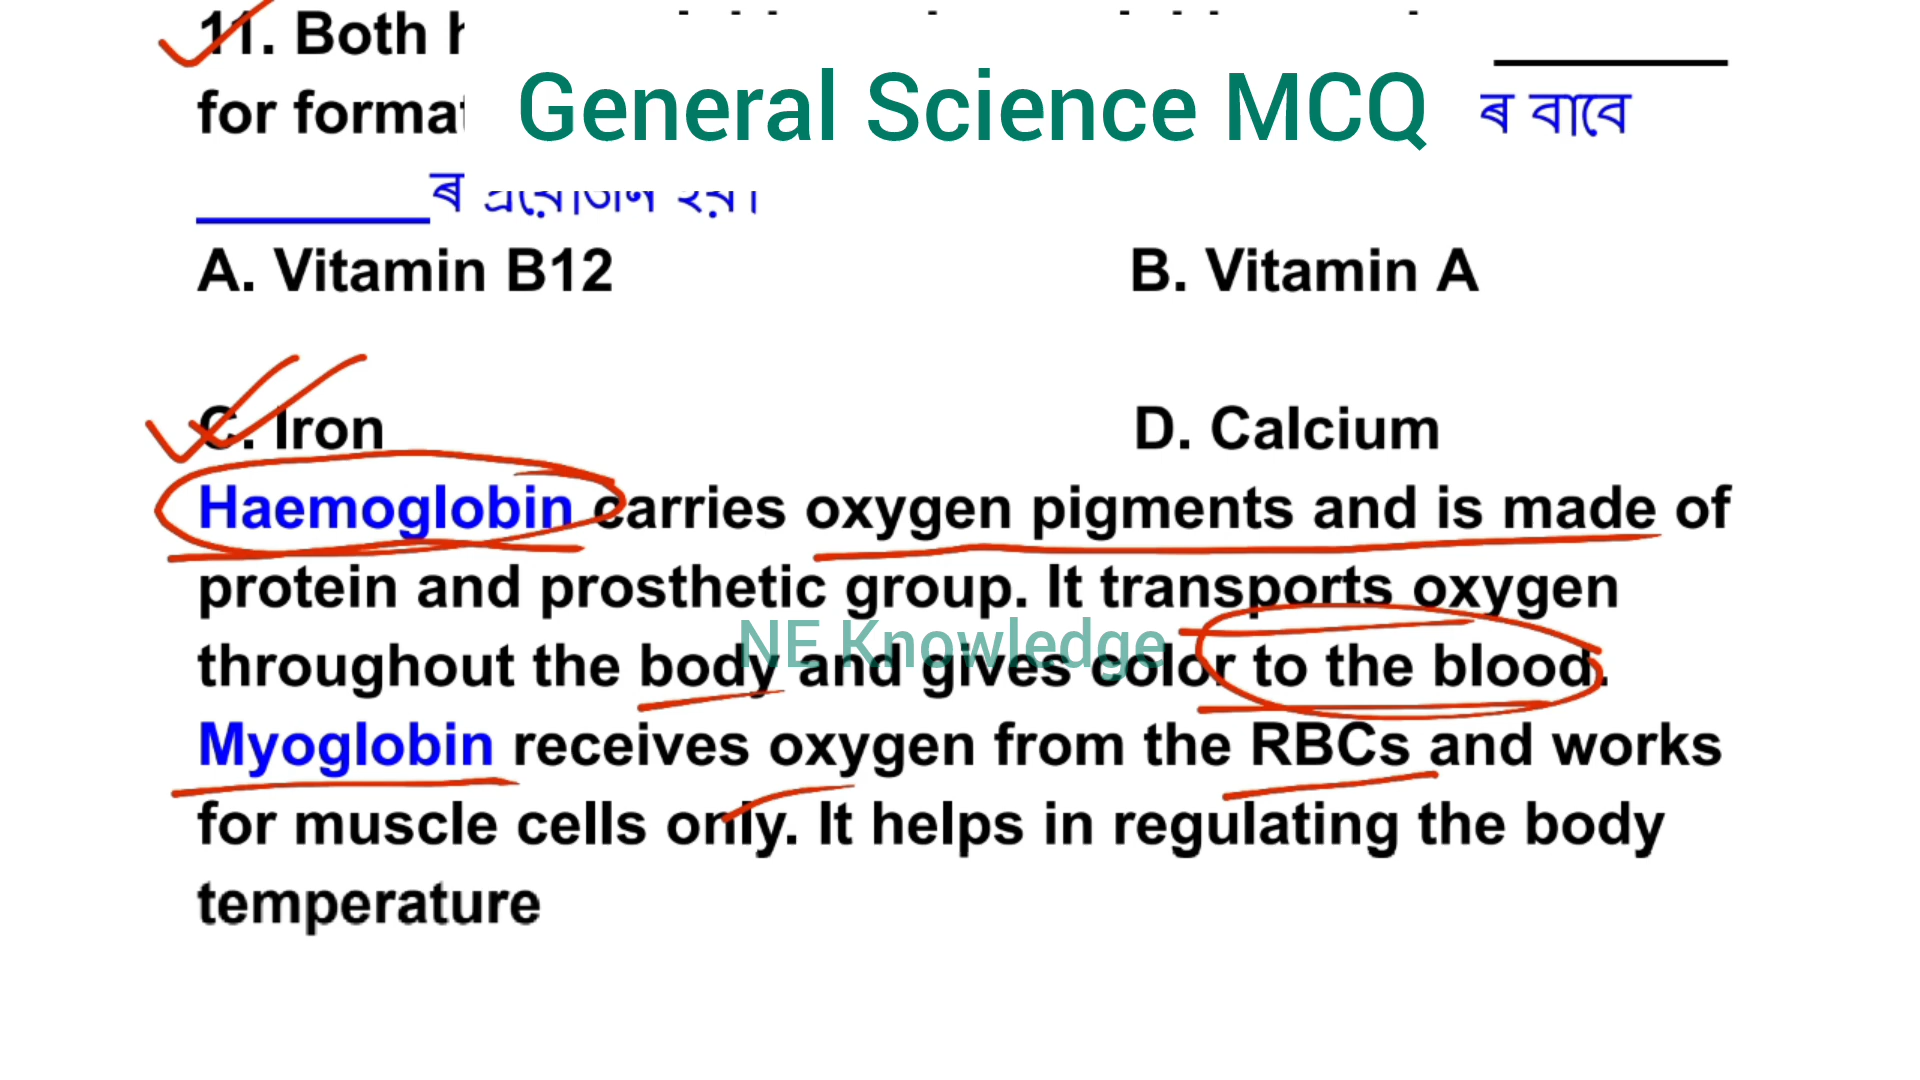 11. Both
General Science MCQ
for
ৰ বাবে
ৰ প্ৰয়োজন হয়।
A. Vitamin B12
B. Vitamin A
C. Iron
D. Calcium
Haemoglobin carries oxygen pigments and is made of
protein and prosthetic group. It transports oxygen
throughout the body and gives color to the blood.
NE Knowledge
Myoglobin receives oxygen from the RBCs and works
for muscle cells only. It helps in regulating the body
temperature